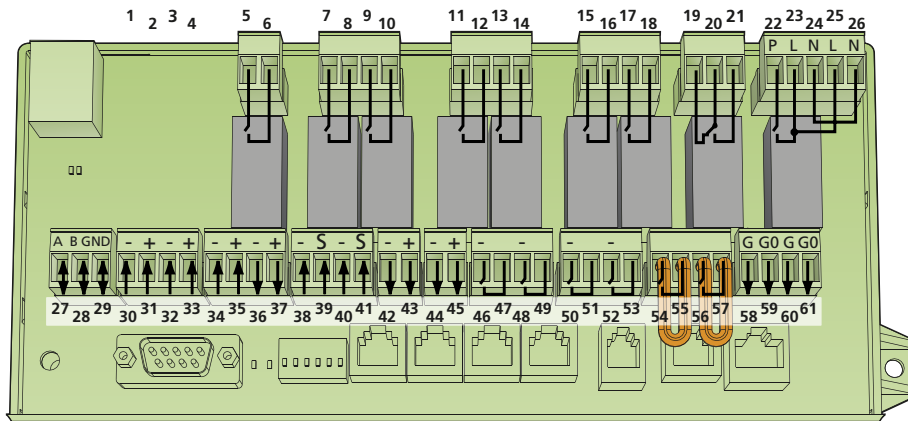 1 2 3 4 5 6 7 8 9 10 11 12 13 14 15 16 17 18 19 20 21 22 23 24 25 26
P L N L N
A B GND - + - + - + - + - S - S - + - + - - - - G G0 G G0
27 28 29 30 31 32 33 34 35 36 37 38 39 40 41 42 43 44 45 46 47 48 49 50 51 52 53 54 55 56 57 58 59 60 61